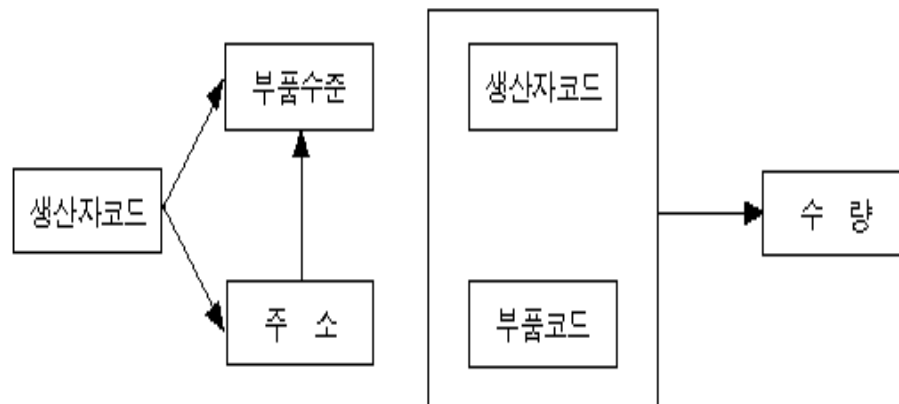 부품수준
생산자코드
생산자코드
수 량
주 소
부품코드